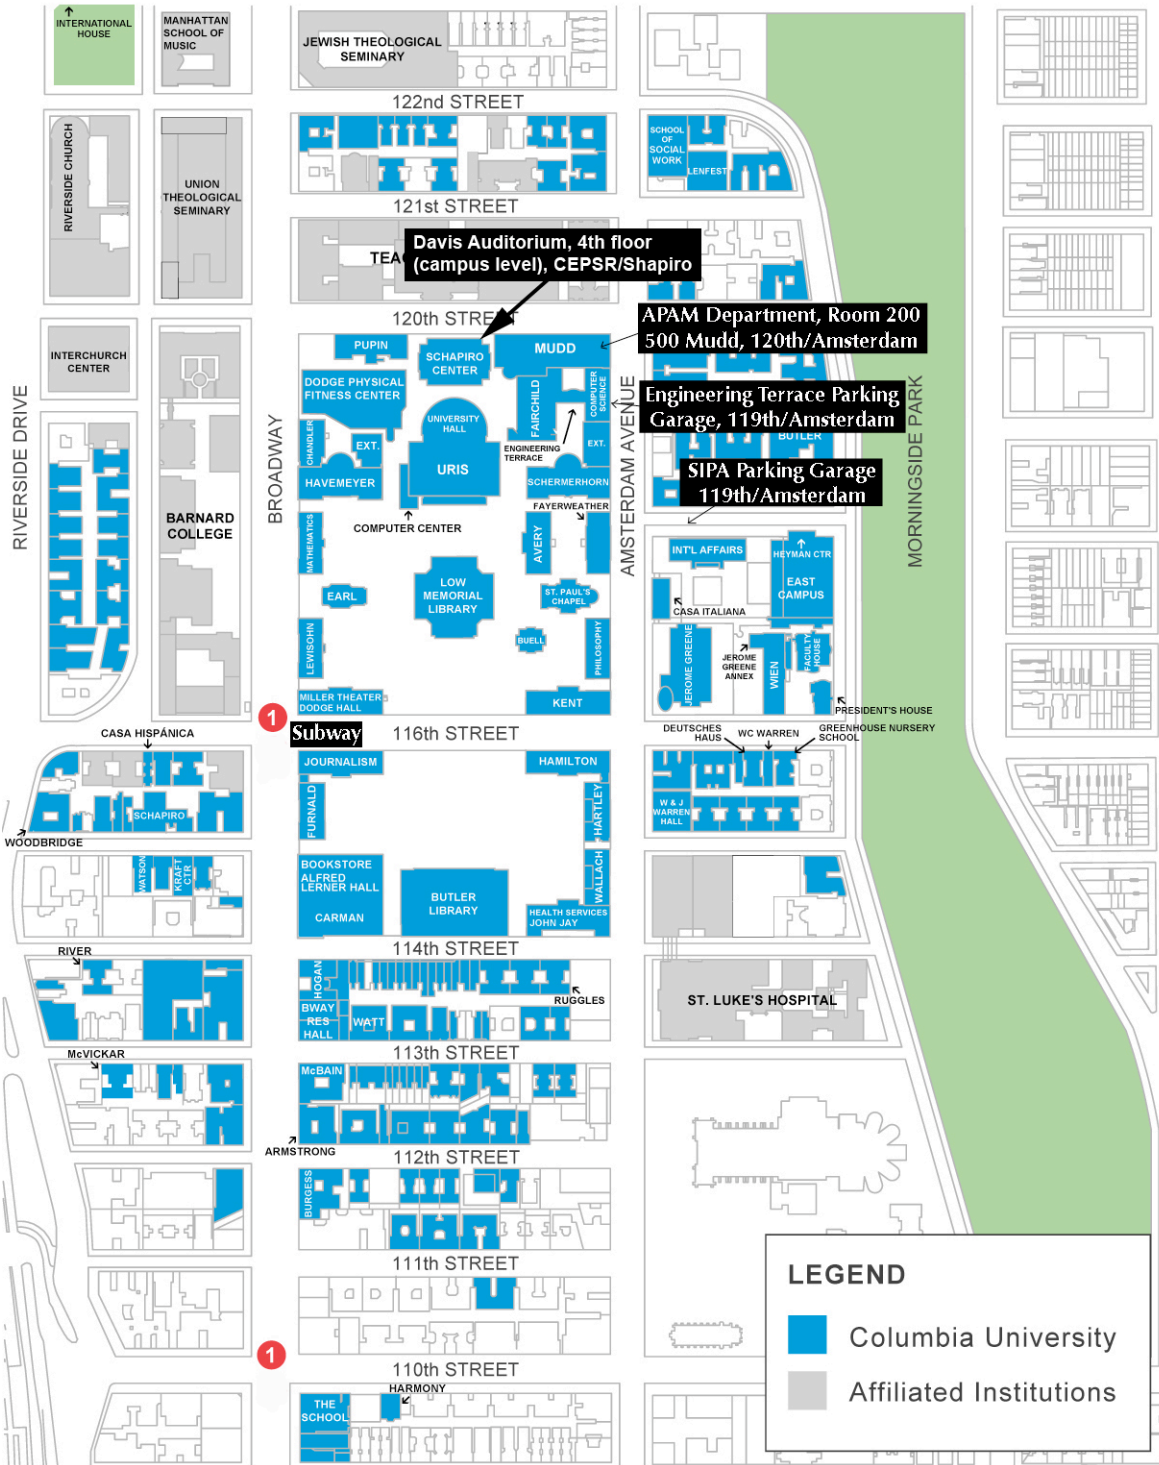 INTERNATIONAL
HOUSE
MANHATTAN
SCHOOL OF
MUSIC
JEWISH THEOLOGICAL
SEMINARY
122nd STREET
RIVERSIDE CHURCH
UNION
THEOLOGICAL
SEMINARY
SCHOOL
OF
SOCIAL
WORK
LENFEST
121st STREET
TEAC
Davis Auditorium, 4th floor
(campus level), CEPSR/Shapiro
120th STREET
APAM Department, Room 200
500 Mudd, 120th/Amsterdam
INTERCHURCH
CENTER
PUPIN
SCHAPIRO
CENTER
MUDD
DODGE PHYSICAL
FITNESS CENTER
FAIRCHILD
COMPUTER
SCIENCE
Engineering Terrace Parking
Garage, 119th/Amsterdam
UNIVERSITY
HALL
CHANDLER
EXT.
ENGINEERING
TERRACE
EXT.
BUTLER
URIS
HAVEMEYER
SCHERMERHORN
SIPA Parking Garage
119th/Amsterdam
RIVERSIDE DRIVE
BROADWAY
AMSTERDAM AVENUE
MORNINGSIDE PARK
BARNARD
COLLEGE
COMPUTER CENTER
FAYERWEATHER
MATHEMATICS
AVERY
INT'L AFFAIRS
HEYMAN CTR
EAST
CAMPUS
EARL
LOW
MEMORIAL
LIBRARY
ST. PAUL'S
CHAPEL
CASA ITALIANA
LEWISOHN
BUELL
PHILOSOPHY
JEROME GREENE
JEROME
GREENE
ANNEX
WIEN
FACULTY
HOUSE
MILLER THEATER
DODGE HALL
KENT
PRESIDENT'S HOUSE
1
Subway
116th STREET
CASA HISPÁNICA
DEUTSCHES
HAUS
WC WARREN
GREENHOUSE NURSERY
SCHOOL
JOURNALISM
HAMILTON
FURNALD
HARTLEY
W & J
WARREN
HALL
SCHAPIRO
WOODBRIDGE
WATSON
KRAFT
CTR
BOOKSTORE
ALFRED
LERNER HALL
CARMAN
BUTLER
LIBRARY
WALLACH
HEALTH SERVICES
JOHN JAY
114th STREET
RIVER
HOGAN
RUGGLES
ST. LUKE'S HOSPITAL
BWAY
RES
HALL
WATT
113th STREET
McVICKAR
McBAIN
ARMSTRONG
112th STREET
BURGESS
111th STREET
1
110th STREET
HARMONY
THE
SCHOOL
LEGEND
Columbia University
Affiliated Institutions